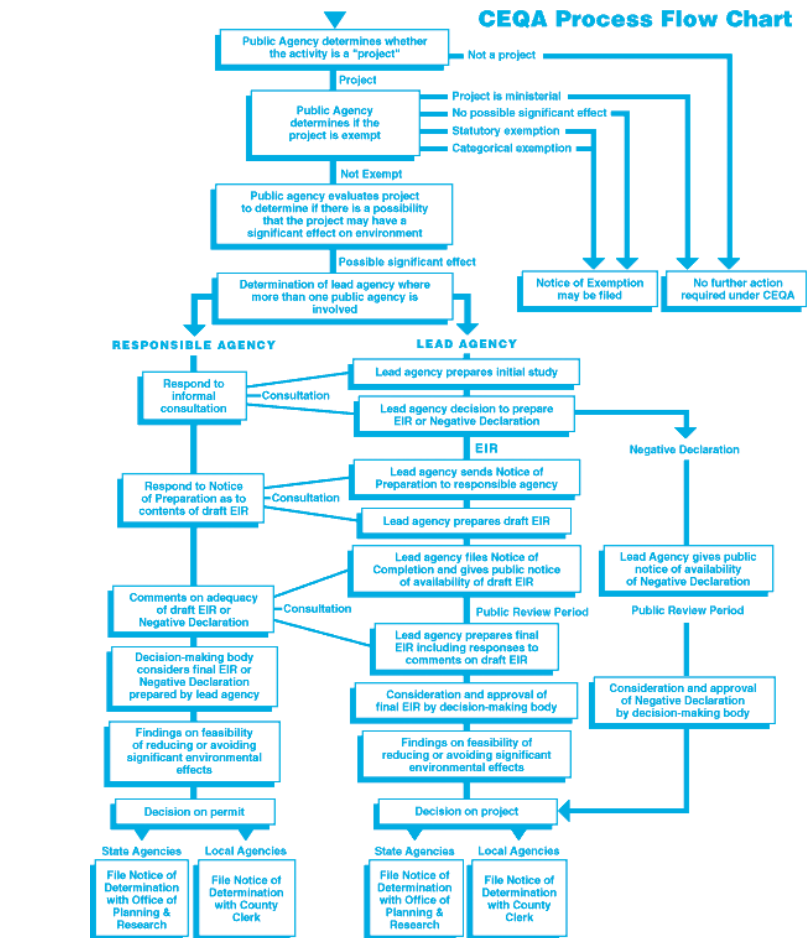 CEQA Process Flow Chart
Public Agency determines whether
the activity is a "project"
Not a project
Project
Public Agency
determines if the
project is exempt
Project is ministerial
No possible significant effect
Statutory exemption
Categorical exemption
Not Exempt
Public agency evaluates project
to determine if there is a possibility
that the project may have a
significant effect on environment
Possible significant effect
Notice of Exemption
may be filed
No further action
required under CEQA
Determination of lead agency where
more than one public agency is
involved
RESPONSIBLE AGENCY
LEAD AGENCY
Respond to
informal
consultation
Consultation
Lead agency prepares initial study
Lead agency decision to prepare
EIR or Negative Declaration
EIR
Negative Declaration
Respond to Notice
of Preparation as to
contents of draft EIR
Consultation
Lead agency sends Notice of
Preparation to responsible agency
Lead agency prepares draft EIR
Lead agency files Notice of
Completion and gives public notice
of availability of draft EIR
Lead Agency gives public
notice of availability
of Negative Declaration
Comments on adequacy
of draft EIR or
Negative Declaration
Consultation
Public Review Period
Public Review Period
Lead agency prepares final
EIR including responses to
comments on draft EIR
Decision-making body
considers final EIR or
Negative Declaration
prepared by lead agency
Consideration and approval of
final EIR by decision-making body
Consideration and approval
of Negative Declaration
by decision-making body
Findings on feasibility
of reducing or avoiding
significant environmental
effects
Findings on feasibility of
reducing or avoiding significant
environmental effects
Decision on permit
Decision on project
State Agencies
Local Agencies
State Agencies
Local Agencies
File Notice of
Determination
with Office of
Planning &
Research
File Notice of
Determination
with County
Clerk
File Notice of
Determination
with Office of
Planning &
Research
File Notice of
Determination
with County
Clerk